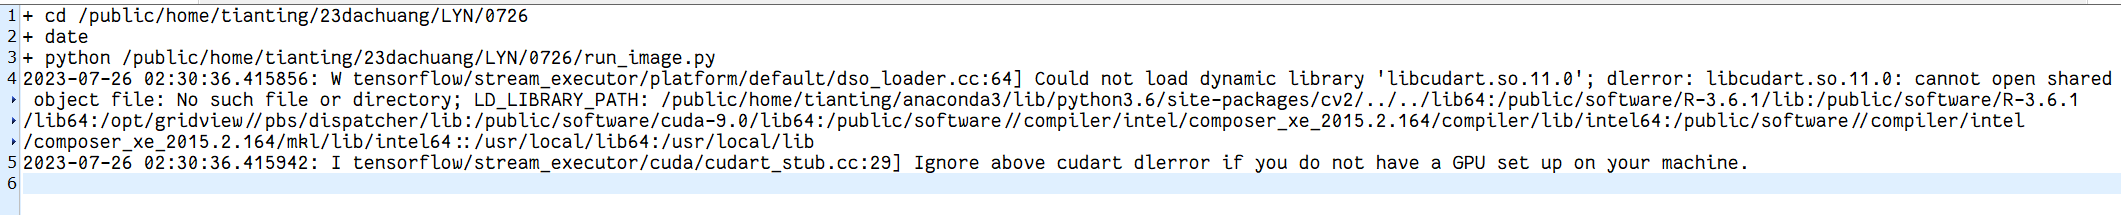 1 + cd /public/home/tianting/23dachuang/LYN/0726
2 + date
3 + python /public/home/tianting/23dachuang/LYN/0726/run_image.py
4 2023-07-26 02:30:36.415856: W tensorflow/stream_executor/platform/default/dso_loader.cc:64] Could not load dynamic library 'libcudart.so.11.0'; dlerror: libcudart.so.11.0: cannot open shared
object file: No such file or directory; LD_LIBRARY_PATH: /public/home/tianting/anaconda3/lib/python3.6/site-packages/cv2/../../lib64:/public/software/R-3.6.1/lib:/public/software/R-3.6.1
/lib64:/opt/gridview//pbs/dispatcher/lib:/public/software/cuda-9.0/lib64:/public/software//compiler/intel/composer_xe_2015.2.164/compiler/lib/intel64:/public/software//compiler/intel
/composer_xe_2015.2.164/mkl/lib/intel64::/usr/local/lib64:/usr/local/lib
5 2023-07-26 02:30:36.415942: I tensorflow/stream_executor/cuda/cudart_stub.cc:29] Ignore above cudart dlerror if you do not have a GPU set up on your machine.
6